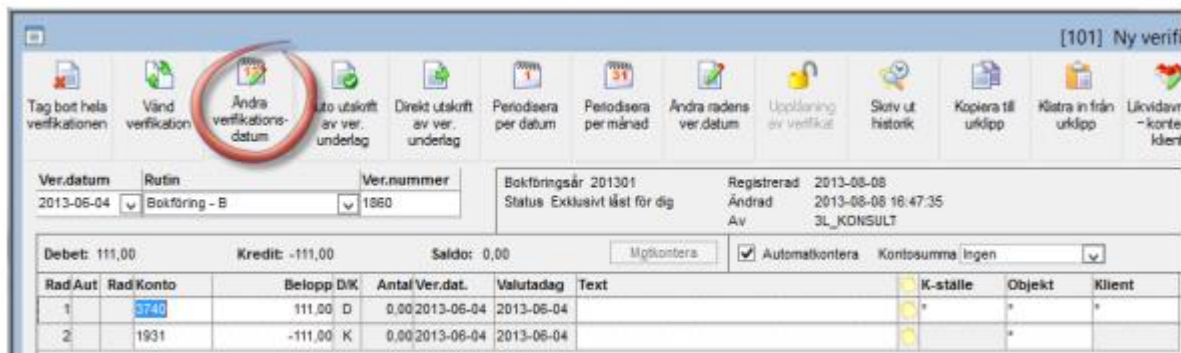 [101] Ny verifi
Tag bort hela verifikationen
Vänd verifikation
Ändra verifikations- datum
uto utskrift av ver. underlag
Direkt utskrift av ver. underlag
Periodisera per datum
Periodisera per månad
Ändra radens ver.datum
Upplåsning av verifikat
Skriv ut historik
Kopiera till urklipp
Klistra in från urklipp
Likvidavr
- konte
klient
Ver.datum Rutin Ver.nummer
2013-06-04 Bokföring - B 1860
Bokföringsår 201301 Registrerad 2013-08-08
Status Exklusivt låst för dig Ändrad 2013-08-08 16:47:35
Av 3L_KONSULT
Debet: 111,00 Kredit: -111,00 Saldo: 0,00 Motkontera Automatkontera Kontosumma Ingen
Rad Aut Rad Konto Belopp D/K Antal Ver.dat. Valutadag Text K-ställe Objekt Klient
1 3740 111,00 D 0,00 2013-06-04 2013-06-04 * * *
2 1931 -111,00 K 0,00 2013-06-04 2013-06-04 *